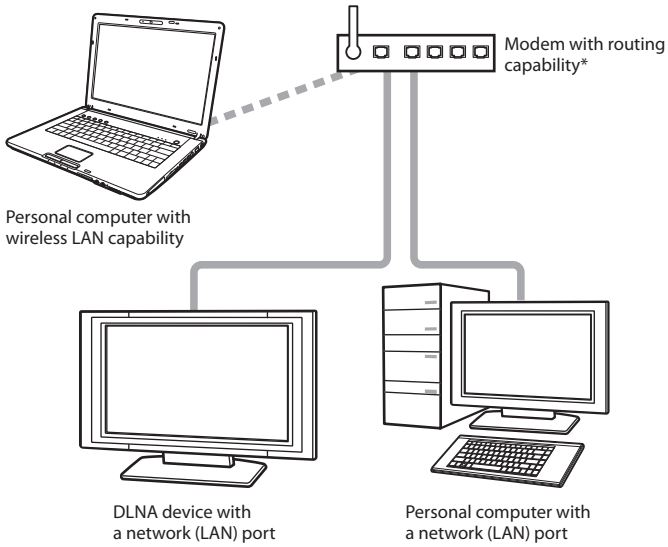 Modem with routing
capability*
Personal computer with
wireless LAN capability
DLNA device with
a network (LAN) port
Personal computer with
a network (LAN) port